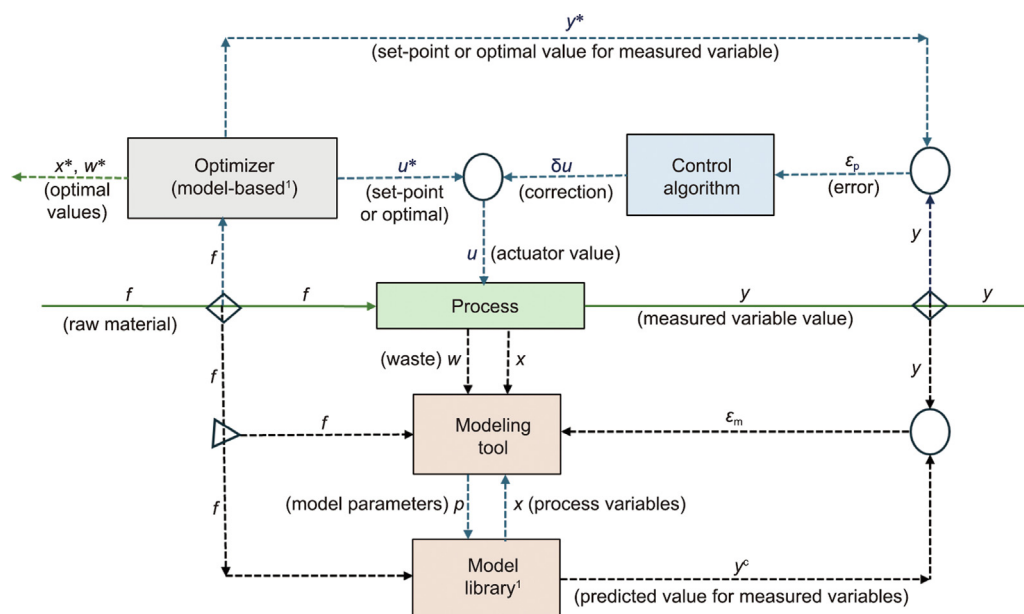 y*
(set-point or optimal value for measured variable)
x*, w*
(optimal
values)
Optimizer
(model-based¹)
u*
(set-point
or optimal)
δu
(correction)
Control
algorithm
εp
(error)
f
u (actuator value)
y
f
(raw material)
f
Process
y
(measured variable value)
y
(waste) w
x
f
y
f
Modeling
tool
εm
(model parameters) p
x (process variables)
f
Model
library¹
yc
(predicted value for measured variables)